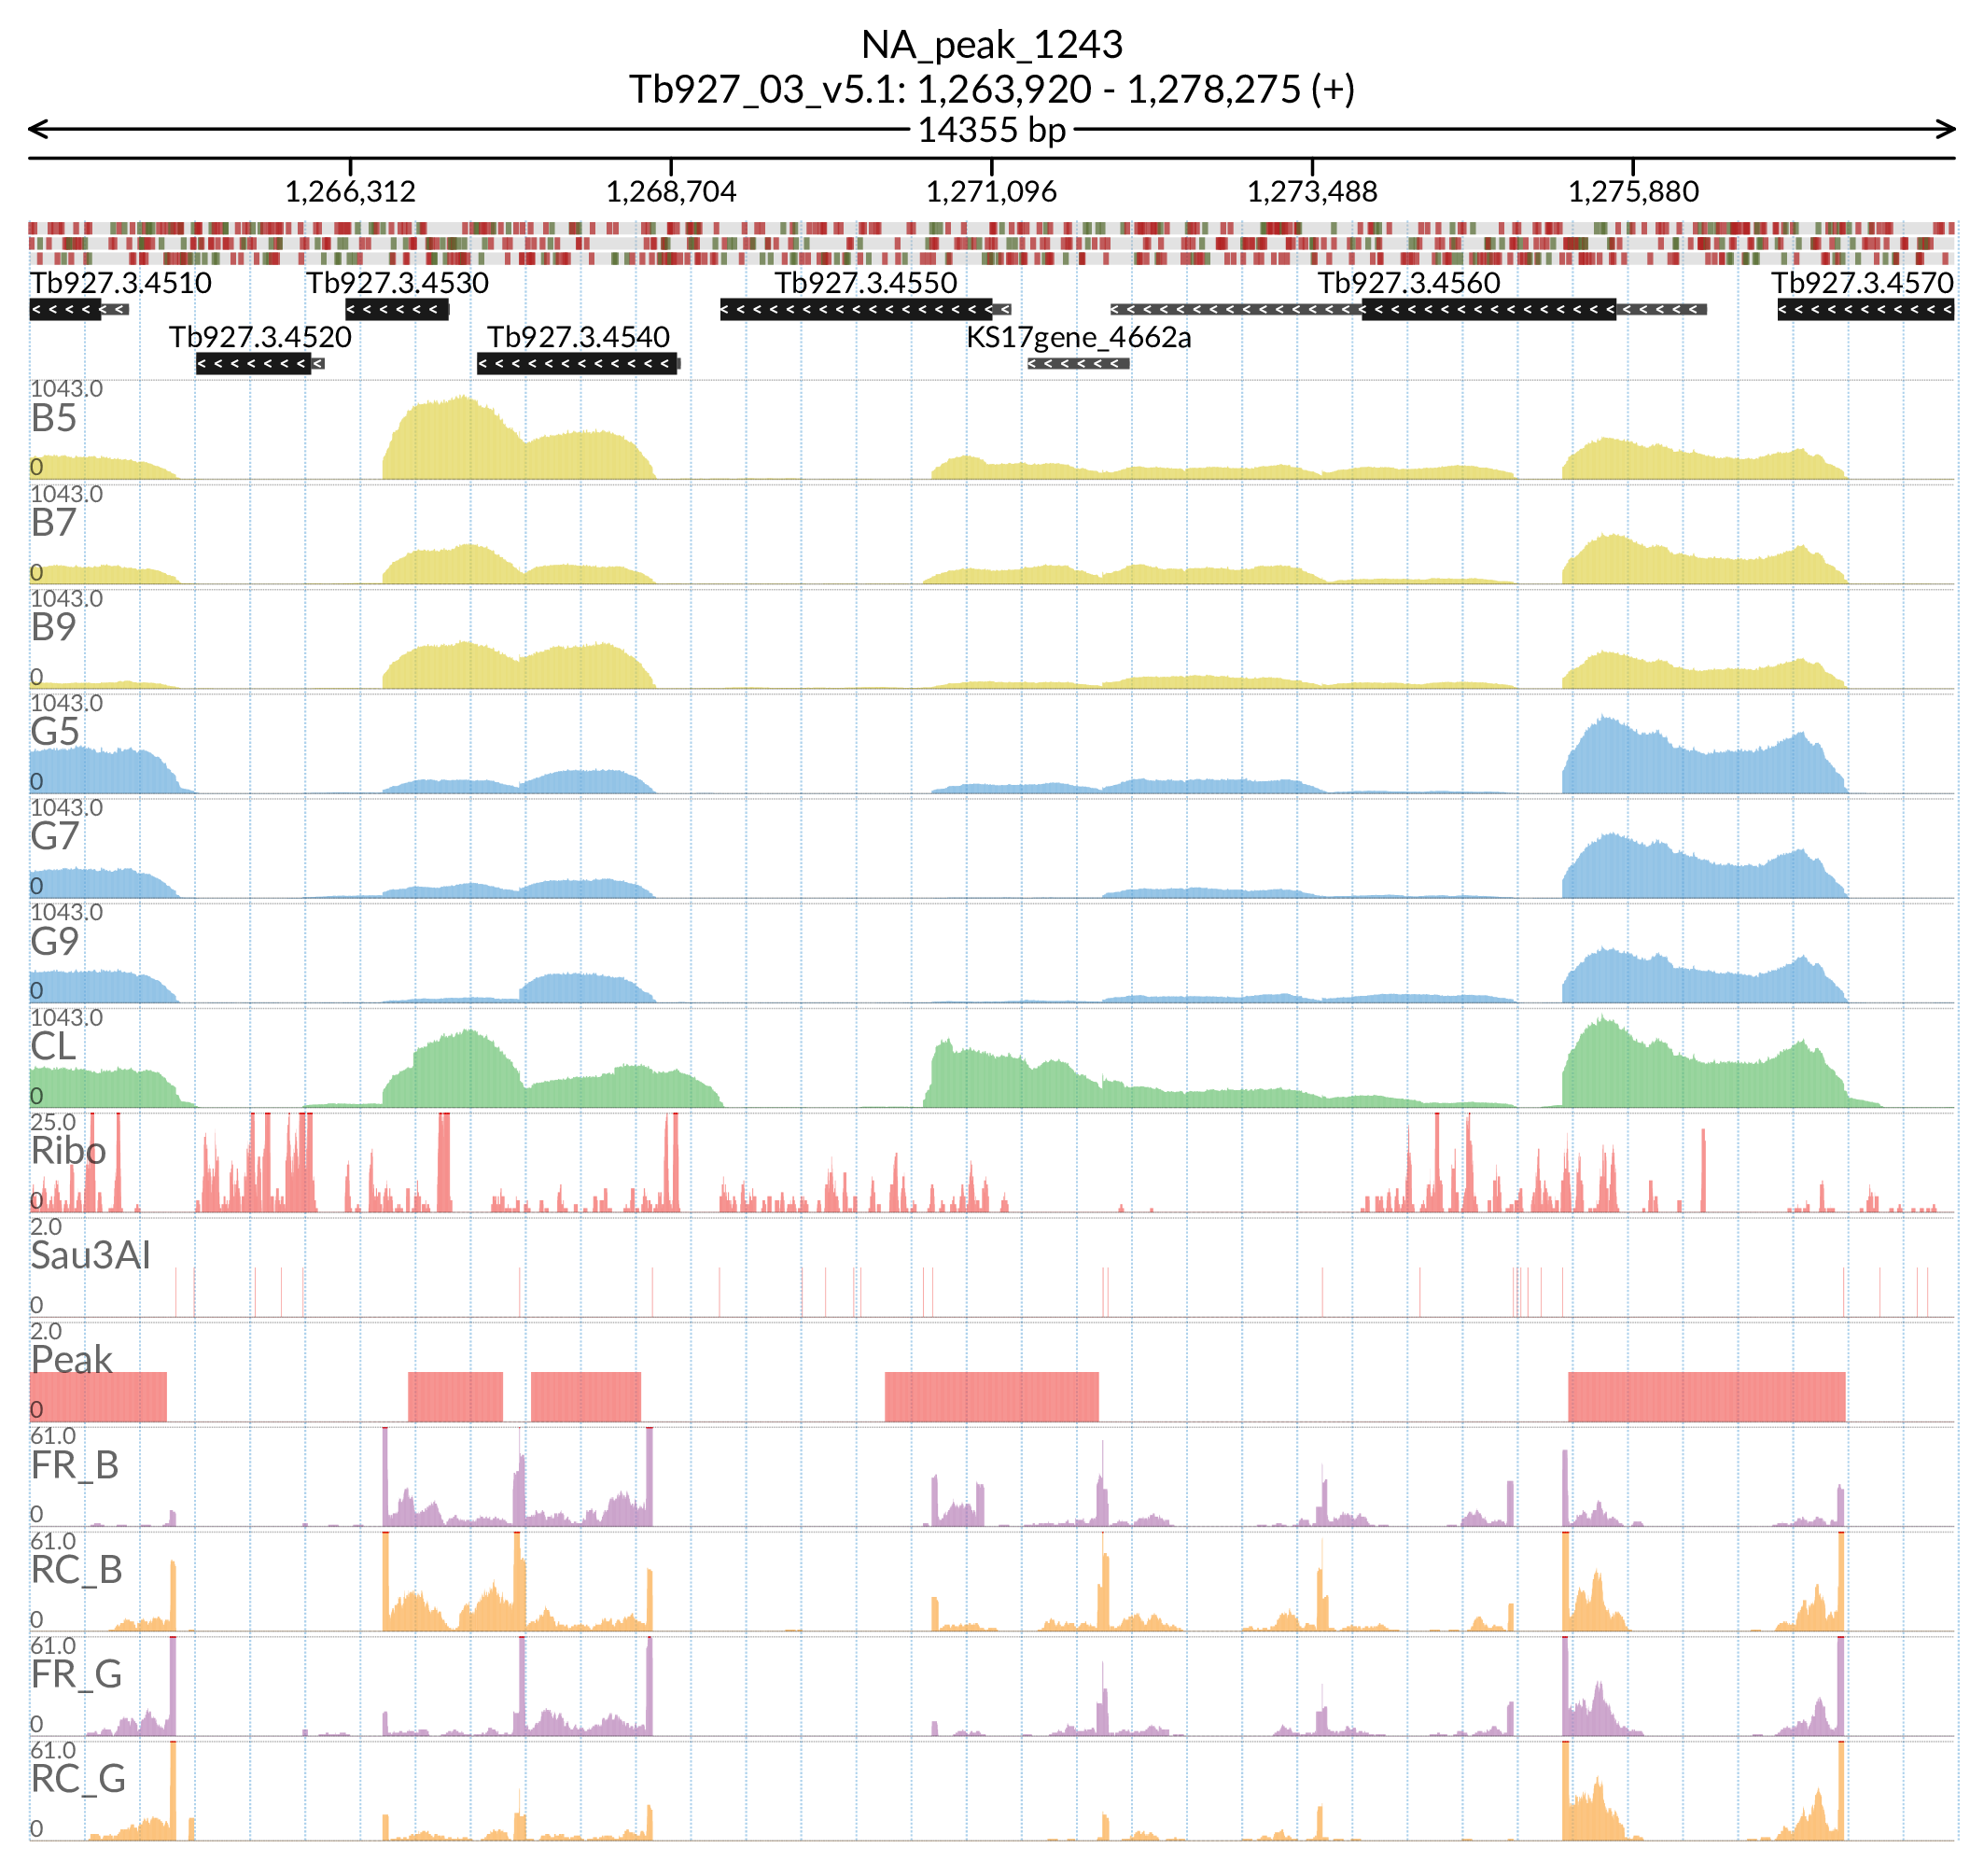 NA_peak_1243
Tb927_03_v5.1: 1,263,920 - 1,278,275 (+)
14355 bp
1,266,312 1,268,704 1,271,096 1,273,488 1,275,880
Tb927.3.4510 Tb927.3.4530 Tb927.3.4550 Tb927.3.4560 Tb927.3.4570
Tb927.3.4520 Tb927.3.4540 KS17gene_4662a
1043.0
B5
0
1043.0
B7
0
1043.0
B9
0
1043.0
G5
0
1043.0
G7
0
1043.0
G9
0
1043.0
CL
0
25.0
Ribo
0
2.0
Sau3AI
0
2.0
Peak
0
61.0
FR_B
0
61.0
RC_B
0
61.0
FR_G
0
61.0
RC_G
0